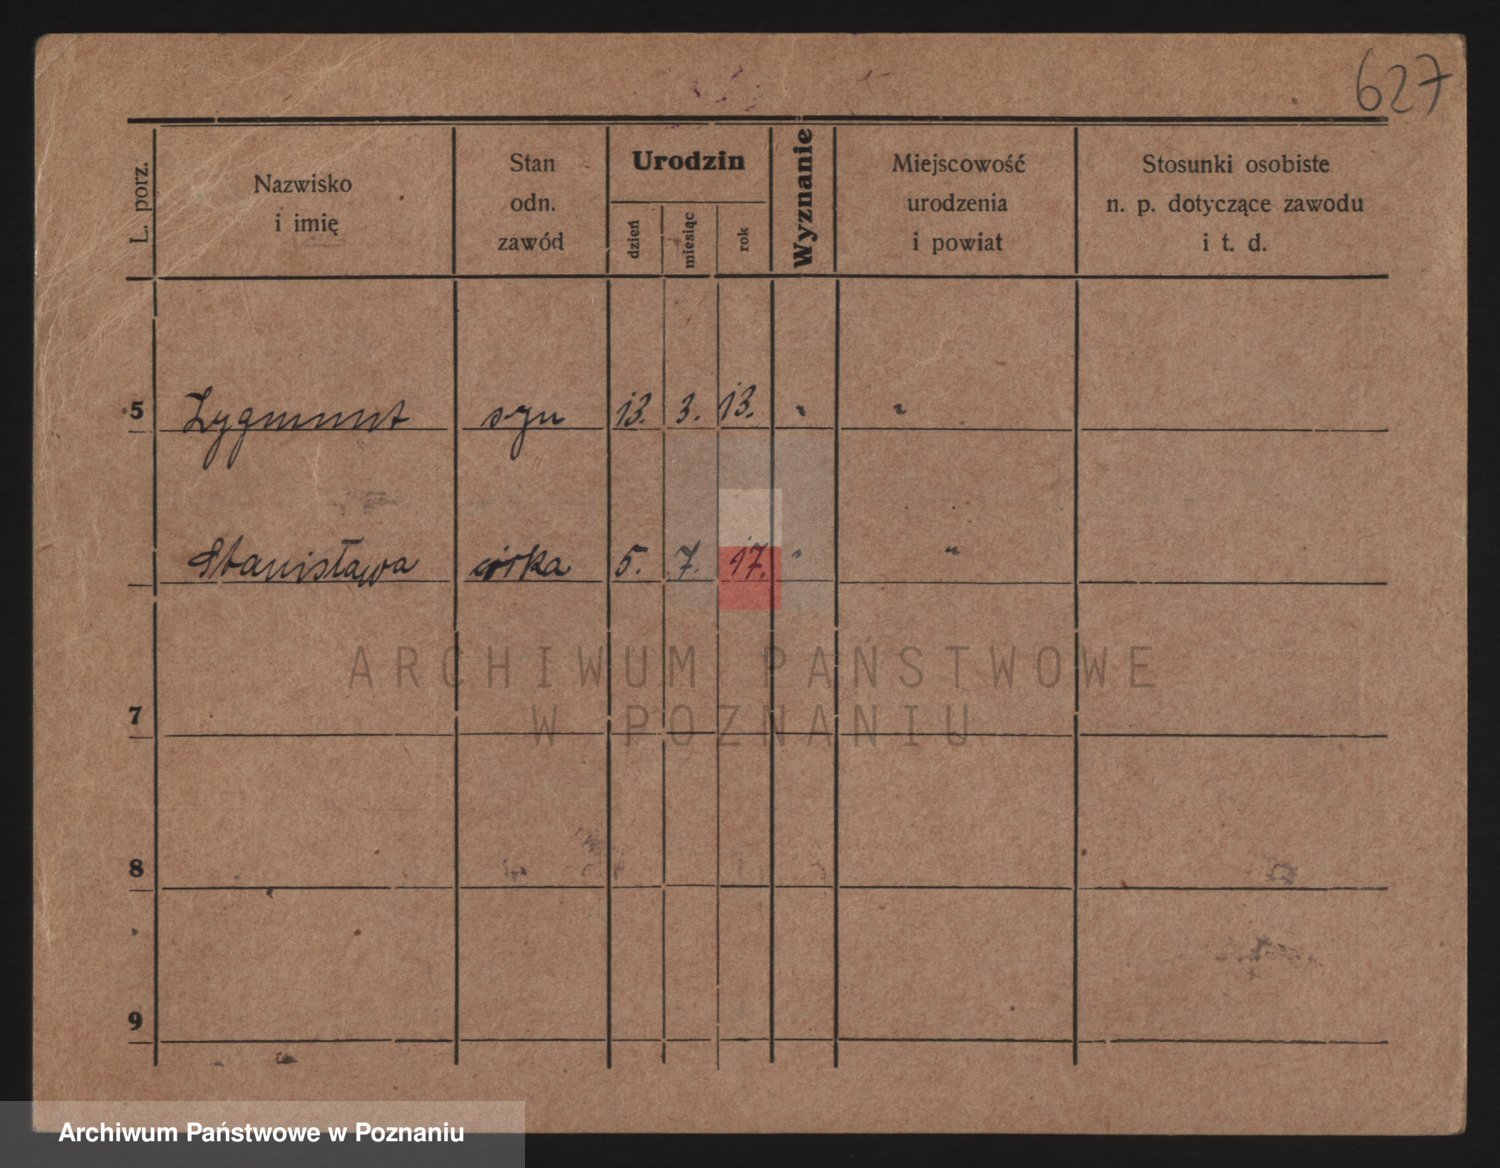 627
L. porz.
Nazwisko
i imię
Stan
odn.
zawód
Urodzin
dzień
miesiąc
rok
Wyznanie
Miejscowość
urodzenia
i powiat
Stosunki osobiste
n. p. dotyczące zawodu
i t. d.
5 Zygmunt syn 13. 3. 13. " "
Stanisława córka 5. 7. 17. " "
ARCHIWUM PAŃSTWOWE
W POZNANIU
7
8
9
Archiwum Państwowe w Poznaniu